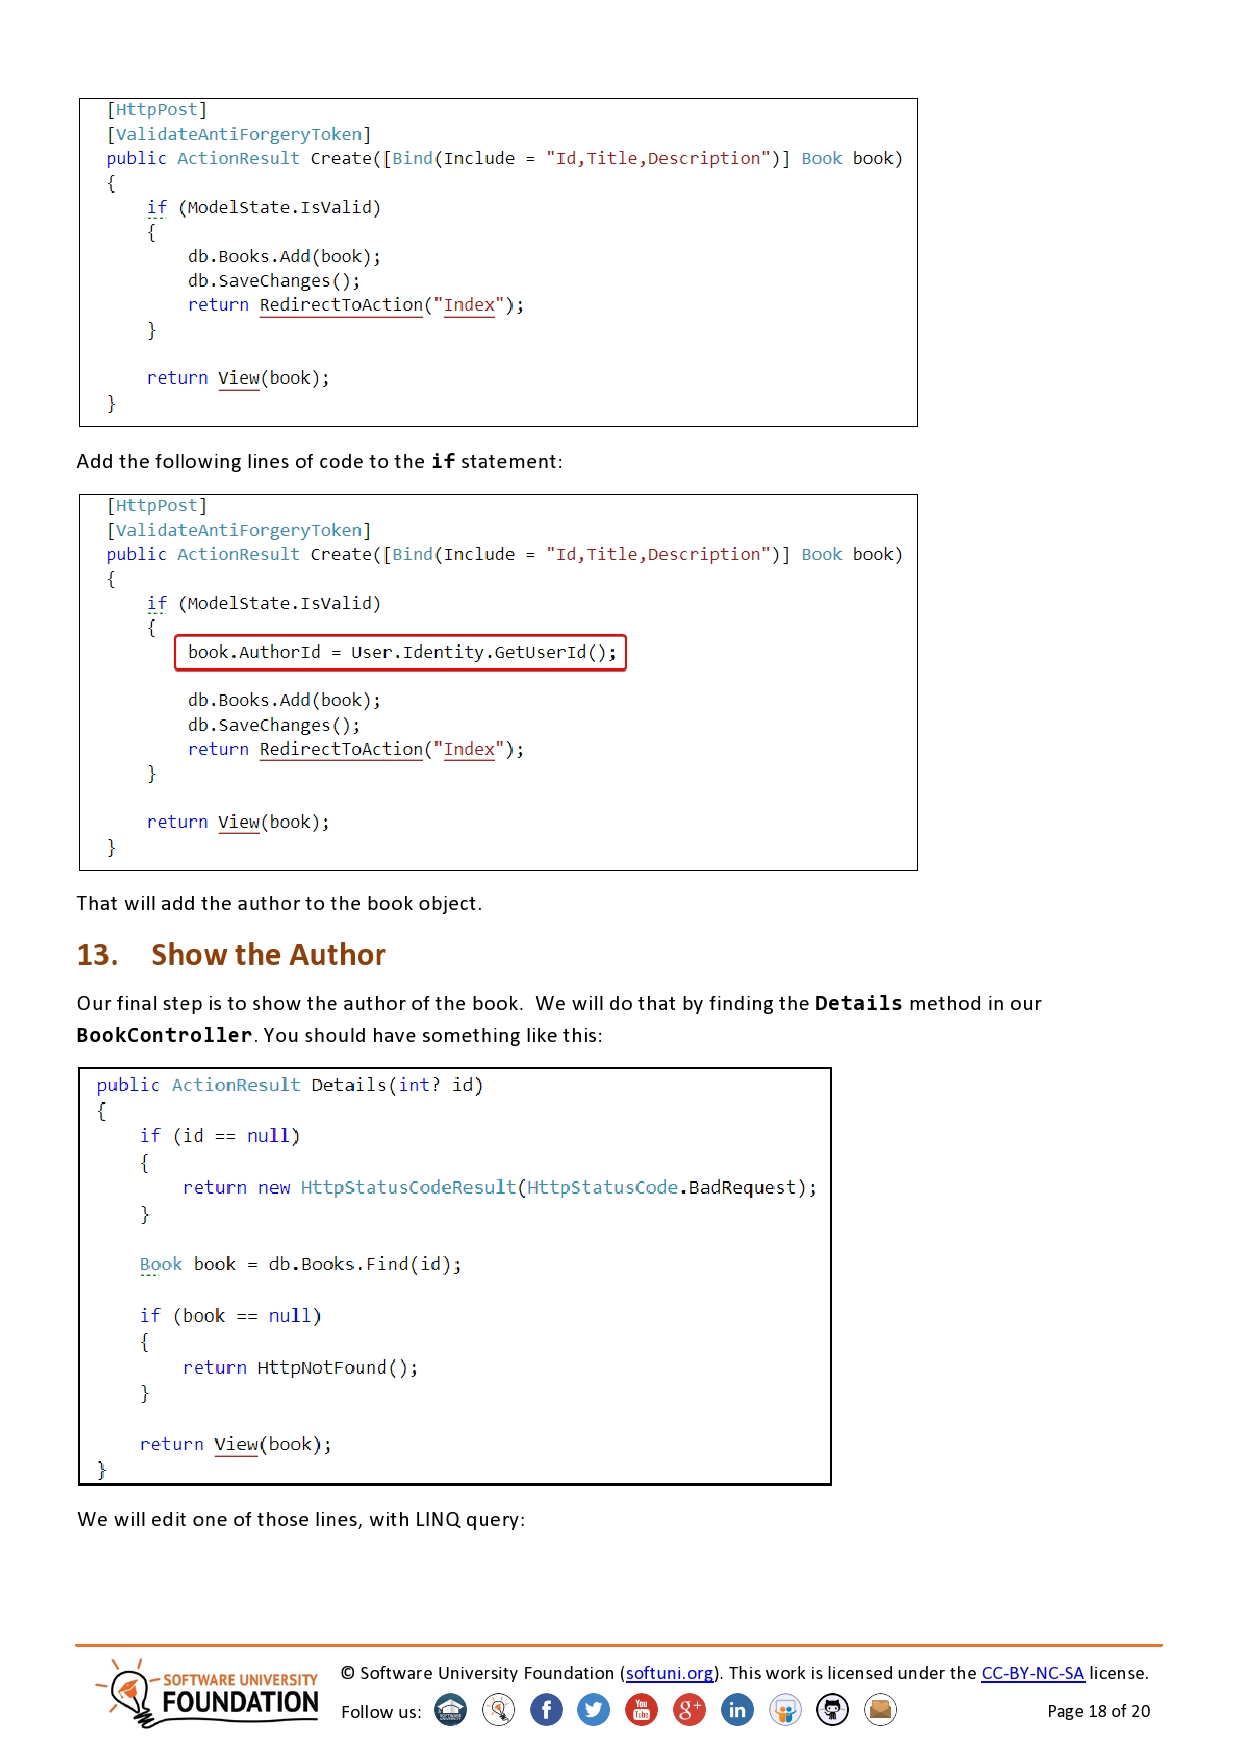 [HttpPost]
[ValidateAntiForgeryToken]
public ActionResult Create([Bind(Include = "Id,Title,Description")] Book book)
{
    if (ModelState.IsValid)
    {
        db.Books.Add(book);
        db.SaveChanges();
        return RedirectToAction("Index");
    }

    return View(book);
}
Add the following lines of code to the if statement:
[HttpPost]
[ValidateAntiForgeryToken]
public ActionResult Create([Bind(Include = "Id,Title,Description")] Book book)
{
    if (ModelState.IsValid)
    {
        book.AuthorId = User.Identity.GetUserId();

        db.Books.Add(book);
        db.SaveChanges();
        return RedirectToAction("Index");
    }

    return View(book);
}
That will add the author to the book object.
13. Show the Author
Our final step is to show the author of the book. We will do that by finding the Details method in our
BookController. You should have something like this:
public ActionResult Details(int? id)
{
    if (id == null)
    {
        return new HttpStatusCodeResult(HttpStatusCode.BadRequest);
    }

    Book book = db.Books.Find(id);

    if (book == null)
    {
        return HttpNotFound();
    }

    return View(book);
}
We will edit one of those lines, with LINQ query:
SOFTWARE UNIVERSITY
FOUNDATION
© Software University Foundation (softuni.org). This work is licensed under the CC-BY-NC-SA license.
Follow us: f You Tube g+ in
Page 18 of 20